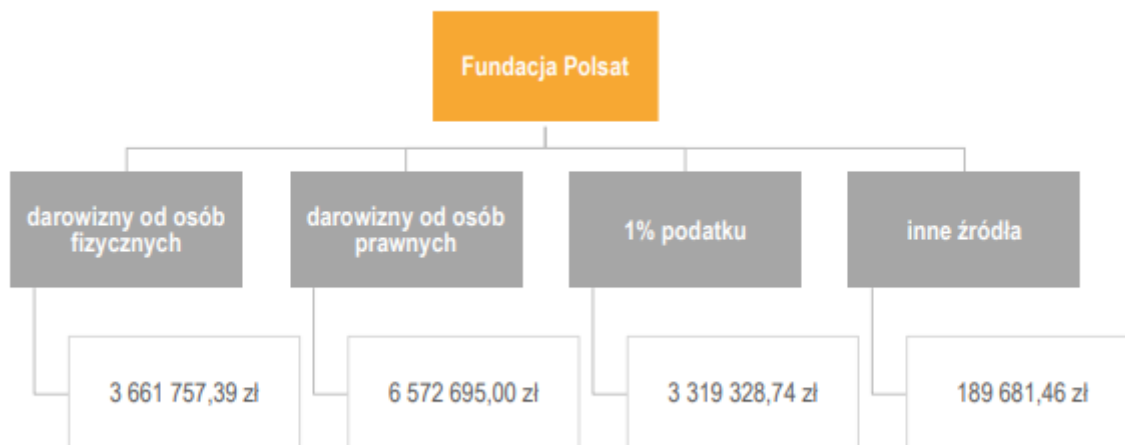 Fundacja Polsat
darowizny od osób
fizycznych
darowizny od osób
prawnych
1% podatku
inne źródła
3 661 757,39 zł
6 572 695,00 zł
3 319 328,74 zł
189 681,46 zł